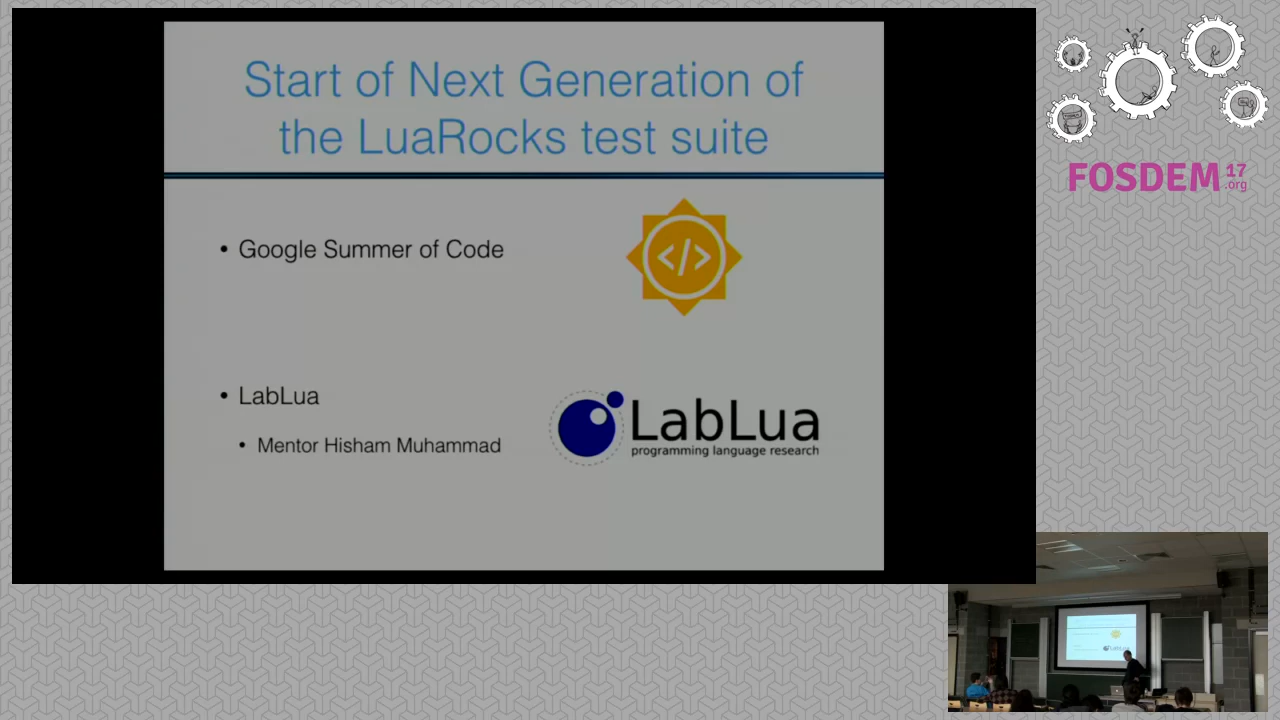 Start of Next Generation of
the LuaRocks test suite
• Google Summer of Code
</>
• LabLua
• Mentor Hisham Muhammad
LabLua
programming language research
FOSDEM 17
.org